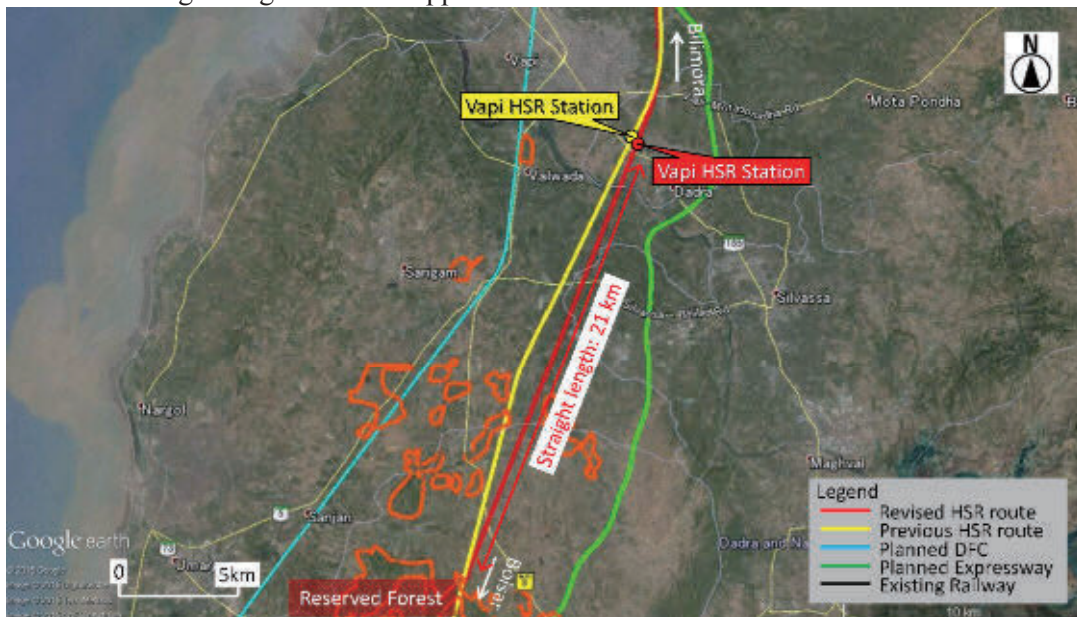 Bilimora
N
Vapi
Mota Pondha
Vapi HSR Station
Vapi HSR Station
Valwada
Dadra
Sarigam
Silvassa
Straight length: 21 km
Nargol
Maghval
Legend
Revised HSR route
Previous HSR route
Planned DFC
Planned Expressway
Existing Railway
Sanjan
Google earth
Dadra and Na
0
5km
Boisar
Reserved Forest
10 km